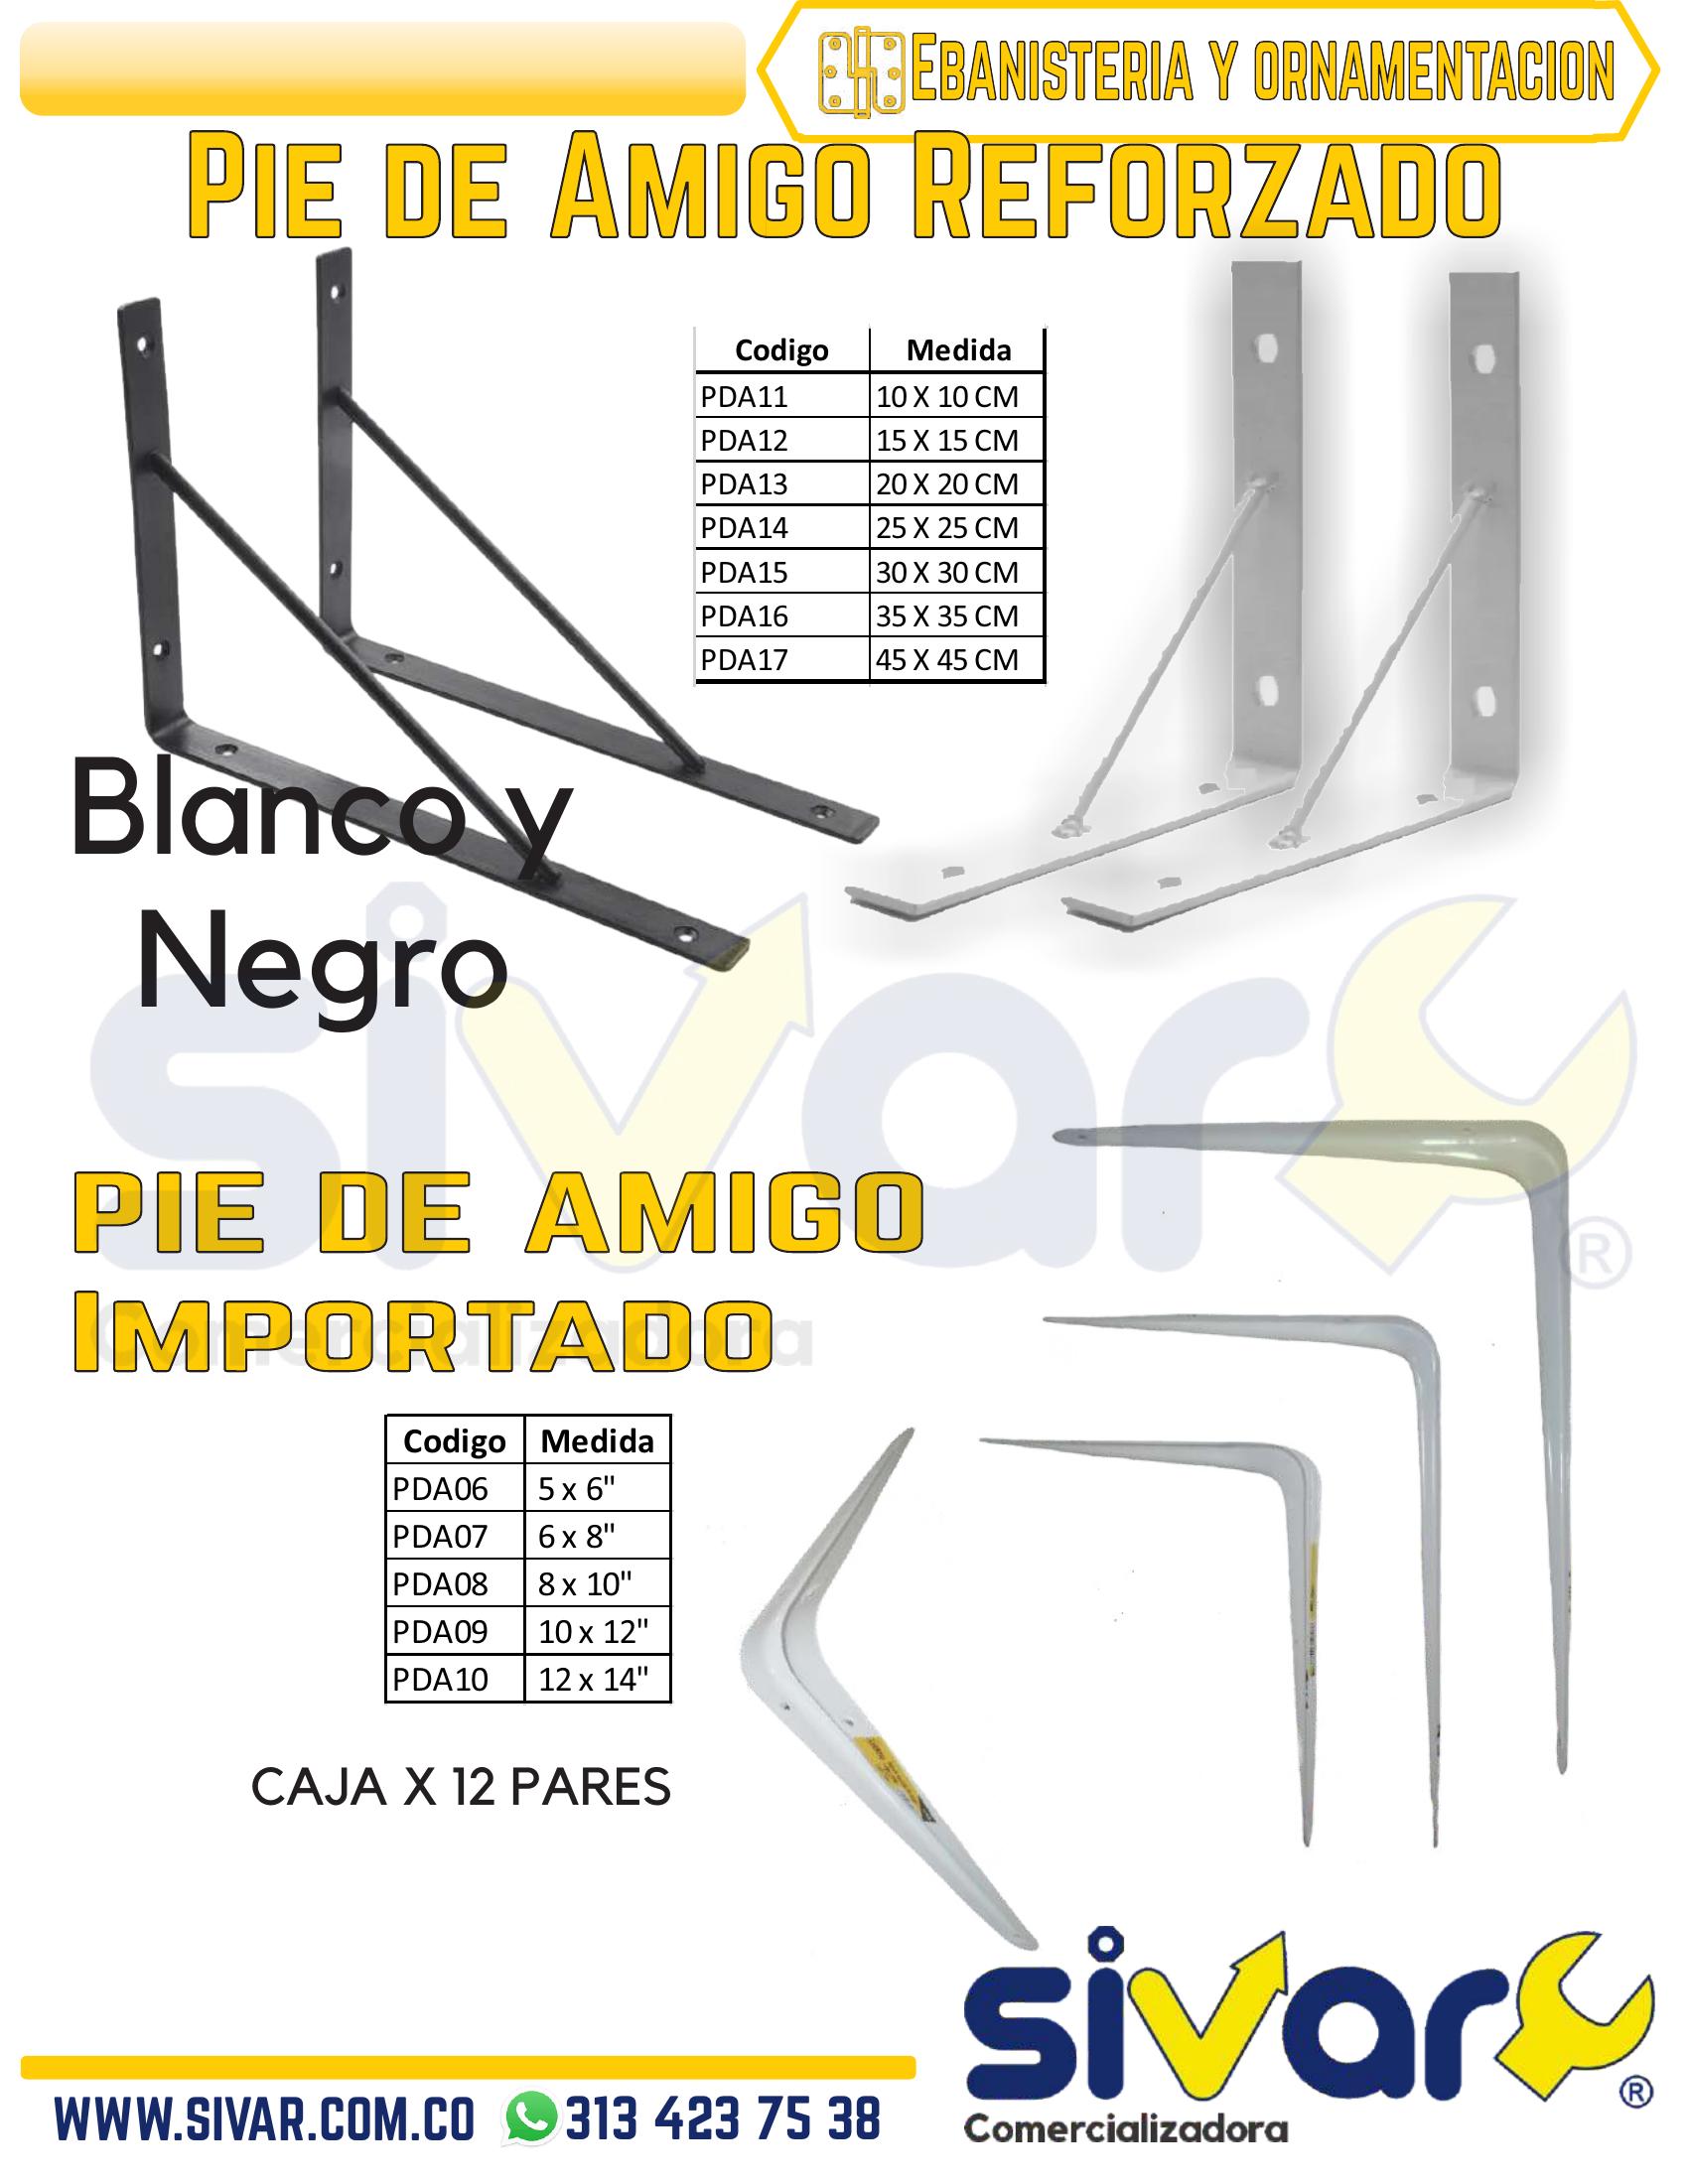 EBANISTERIA Y ORNAMENTACION
PIE DE AMIGO REFORZADO
Codigo Medida
PDA11 10 X 10 CM
PDA12 15 X 15 CM
PDA13 20 X 20 CM
PDA14 25 X 25 CM
PDA15 30 X 30 CM
PDA16 35 X 35 CM
PDA17 45 X 45 CM
Blanco y
Negro
sivar
®
Comercializadora
PIE DE AMIGO
IMPORTADO
Codigo Medida
PDA06 5 x 6"
PDA07 6 x 8"
PDA08 8 x 10"
PDA09 10 x 12"
PDA10 12 x 14"
CAJA X 12 PARES
sivar
®
Comercializadora
WWW.SIVAR.COM.CO 313 423 75 38